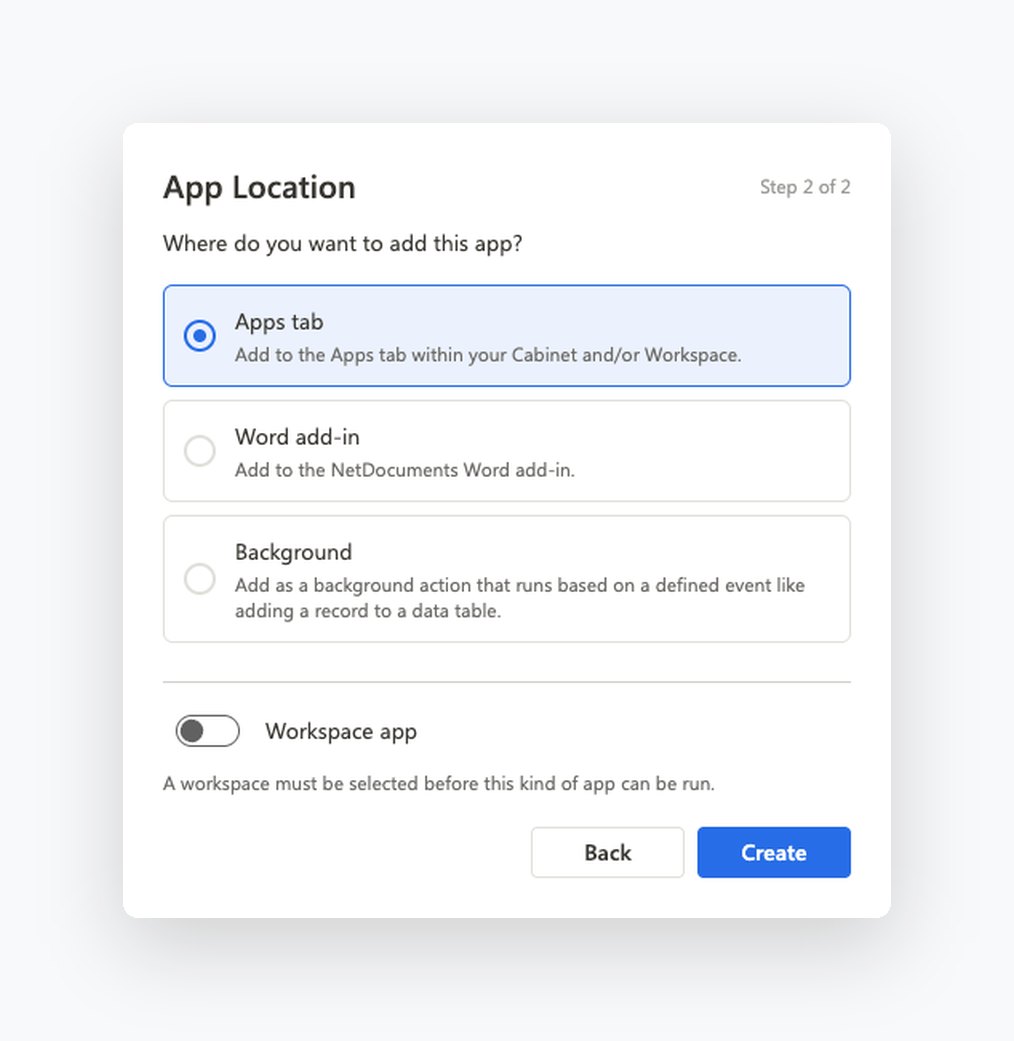 App Location
Step 2 of 2
Where do you want to add this app?
Apps tab
Add to the Apps tab within your Cabinet and/or Workspace.
Word add-in
Add to the NetDocuments Word add-in.
Background
Add as a background action that runs based on a defined event like
adding a record to a data table.
Workspace app
A workspace must be selected before this kind of app can be run.
Back
Create